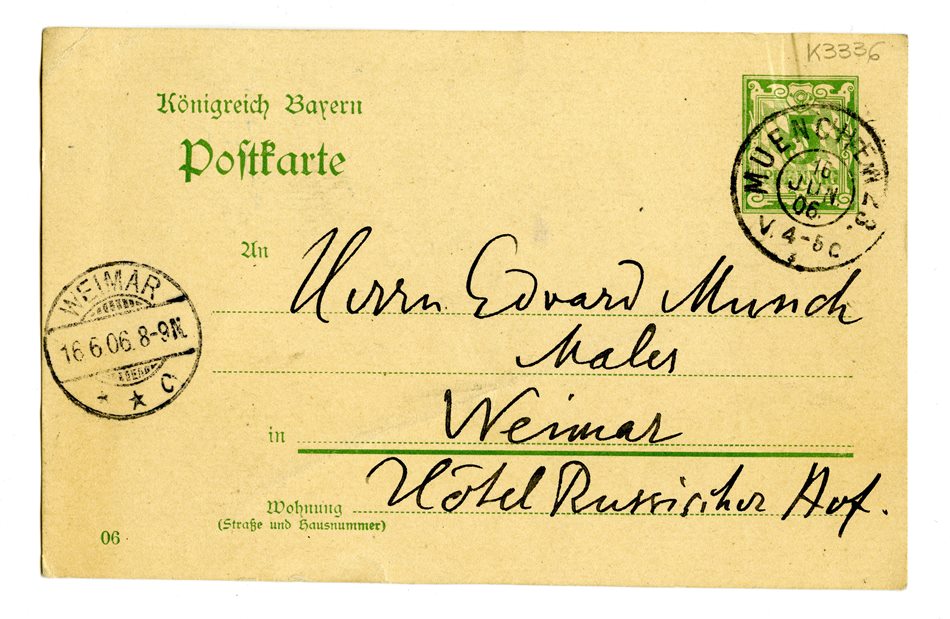 K3336
Königreich Bayern
Postkarte
MUENCHEN 23.
16
JUN
06.
V. 4-5 C
An
Herrn Edvard Munch
Maler
in Weimar
Wohnung Hôtel Russischer Hof.
(Straße und Hausnummer)
06
WEIMAR
16.6.06. 8-9N.
* * C